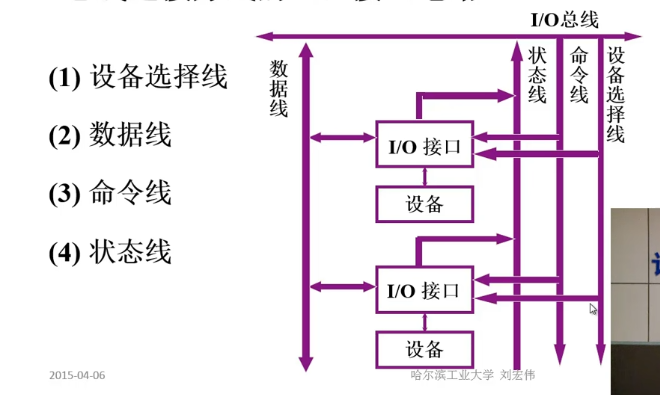 I/O总线
(1) 设备选择线
(2) 数据线
(3) 命令线
(4) 状态线
数据线
状态线
命令线
设备选择线
I/O 接口
设备
I/O 接口
设备
2015-04-06
哈尔滨工业大学 刘宏伟